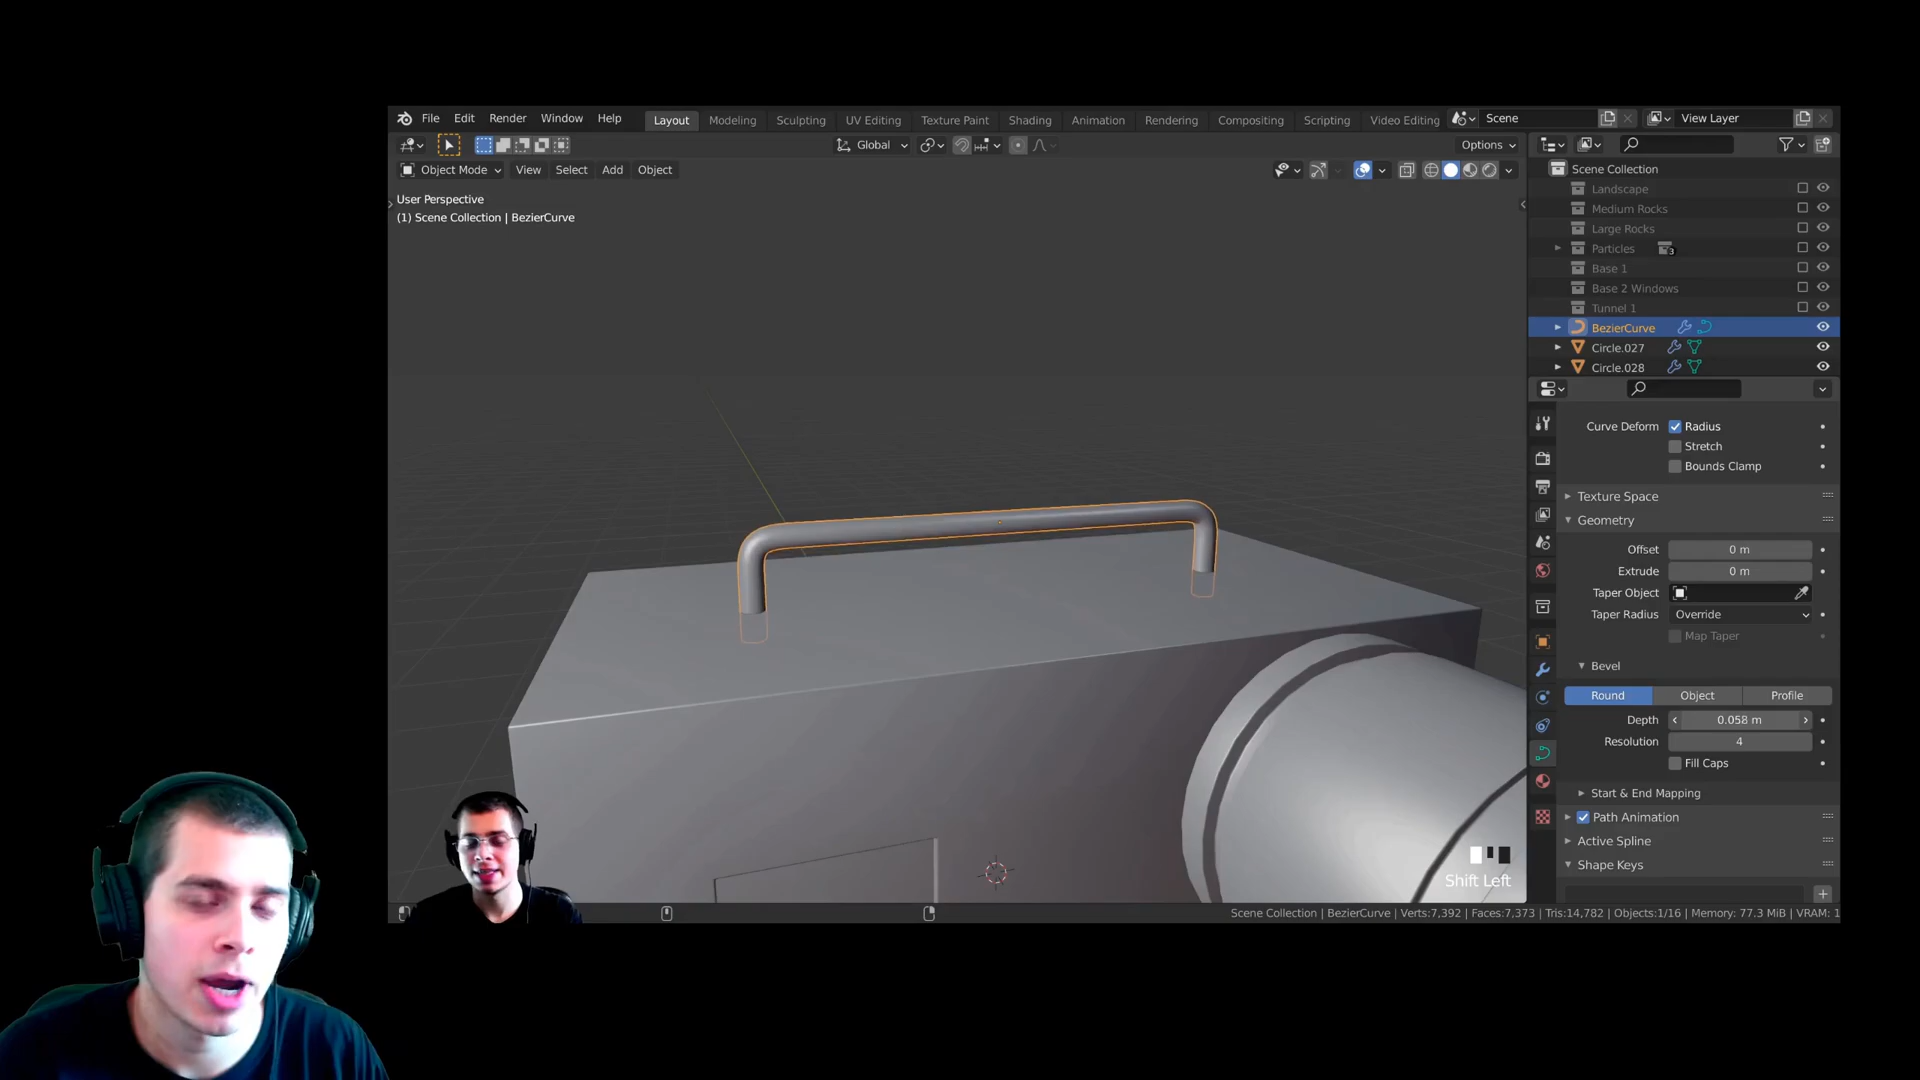 File Edit Render Window Help Layout Modeling Sculpting UV Editing Texture Paint Shading Animation Rendering Compositing Scripting Video Editing Scene View Layer
Global Options
Object Mode View Select Add Object
User Perspective
(1) Scene Collection | BezierCurve
Scene Collection
Landscape
Medium Rocks
Large Rocks
Particles 3
Base 1
Base 2 Windows
Tunnel 1
BezierCurve
Circle.027
Circle.028
Curve Deform Radius
Stretch
Bounds Clamp
Texture Space
Geometry
Offset 0 m
Extrude 0 m
Taper Object
Taper Radius Override
Map Taper
Bevel
Round Object Profile
Depth 0.058 m
Resolution 4
Fill Caps
Start & End Mapping
Path Animation
Active Spline
Shape Keys
Shift Left
Scene Collection | BezierCurve | Verts:7,392 | Faces:7,373 | Tris:14,782 | Objects:1/16 | Memory: 77.3 MiB | VRAM: 1